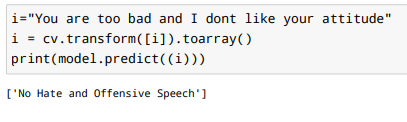 i="You are too bad and I dont like your attitude"
i = cv.transform([i]).toarray()
print(model.predict((i)))
['No Hate and Offensive Speech']